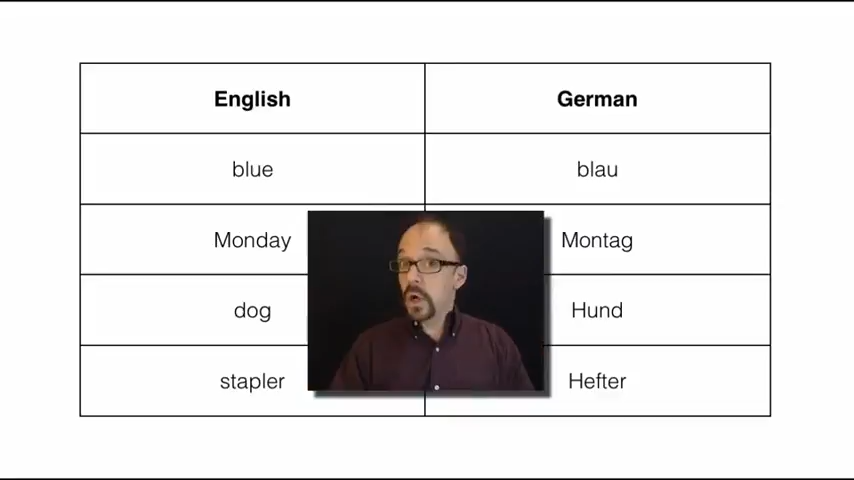 English German
blue blau
Monday Montag
dog Hund
stapler Hefter